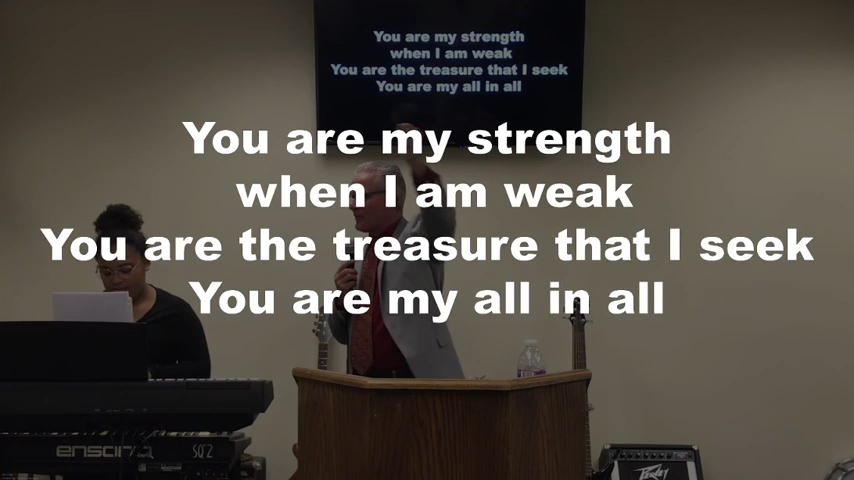 You are my strength
when I am weak
You are the treasure that I seek
You are my all in all
You are my strength
when I am weak
You are the treasure that I seek
You are my all in all
ensoniq SQ2
PEAVEY